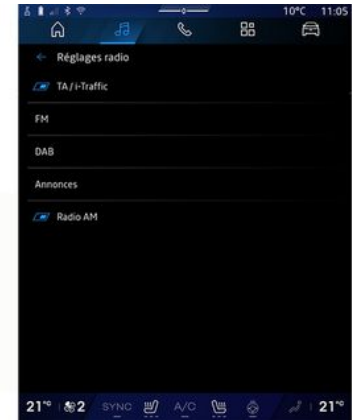 10°C 11:05
Réglages radio
TA/i-Traffic
FM
DAB
Annonces
Radio AM
21°C 2 SYNC A/C 21°C